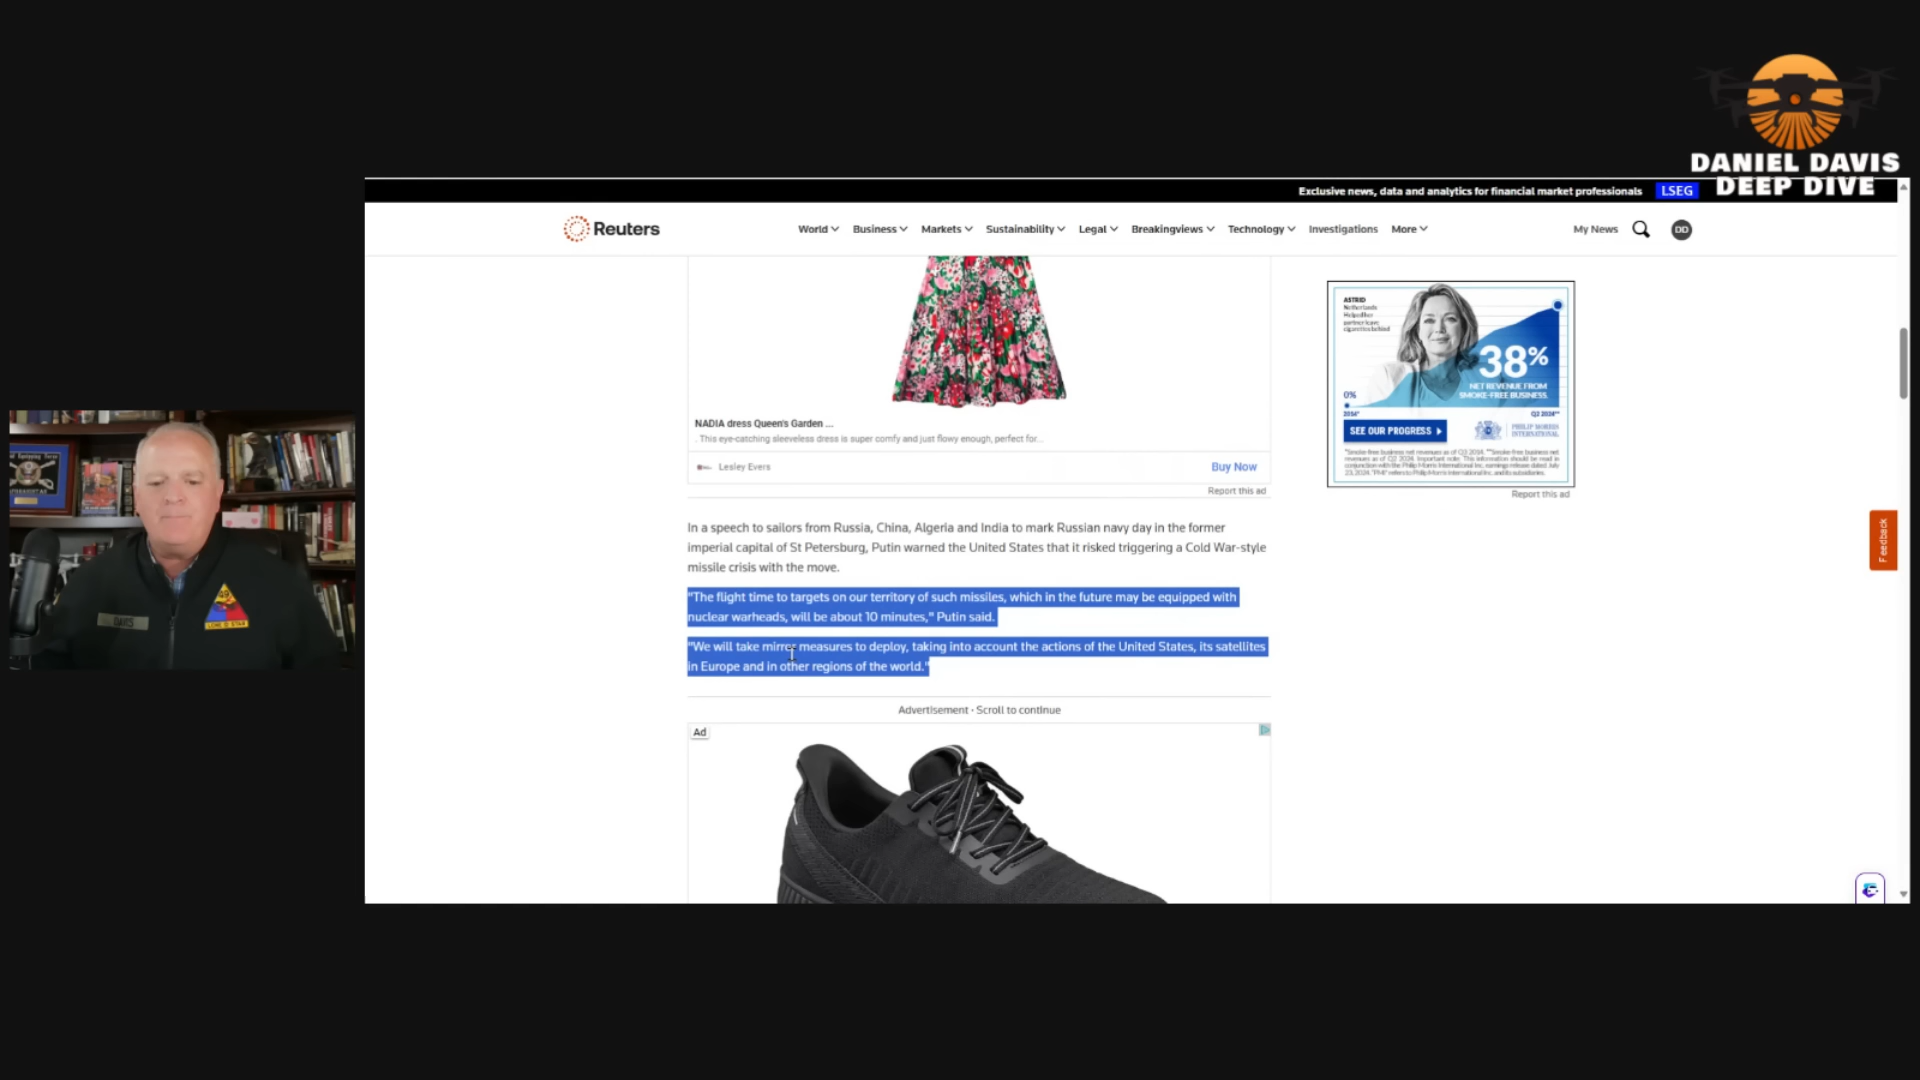 DANIEL DAVIS
DEEP DIVE
Exclusive news, data and analytics for financial market professionals LSEG
Reuters World Business Markets Sustainability Legal Breakingviews Technology Investigations More My News DD
NADIA dress Queen's Garden ...
. This eye-catching sleeveless dress is super comfy and just flowy enough, perfect for...
Lesley Evers Buy Now
Report this ad
ASTRID
Netherlands
38%
NET REVENUE FROM
SMOKE-FREE BUSINESS.
0%
SEE OUR PROGRESS
PHILIP MORRIS
INTERNATIONAL
Report this ad
In a speech to sailors from Russia, China, Algeria and India to mark Russian navy day in the former
imperial capital of St Petersburg, Putin warned the United States that it risked triggering a Cold War-style
missile crisis with the move.
"The flight time to targets on our territory of such missiles, which in the future may be equipped with
nuclear warheads, will be about 10 minutes," Putin said.
"We will take mirror measures to deploy, taking into account the actions of the United States, its satellites
in Europe and in other regions of the world."
Advertisement · Scroll to continue
Ad
Feedback
DAVIS